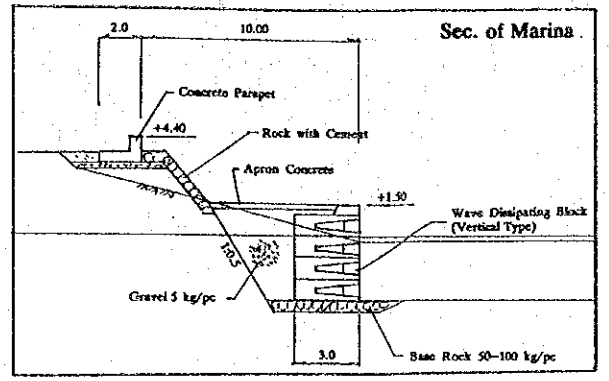 2.0
10.00
Sec. of Marina
Concrete Parapet
+4.40
Rock with Cement
Apron Concrete
+1.50
Wave Dissipating Block
(Vertical Type)
1:0.5
Gravel 5 kg/pc
3.0
Base Rock 50-100 kg/pc